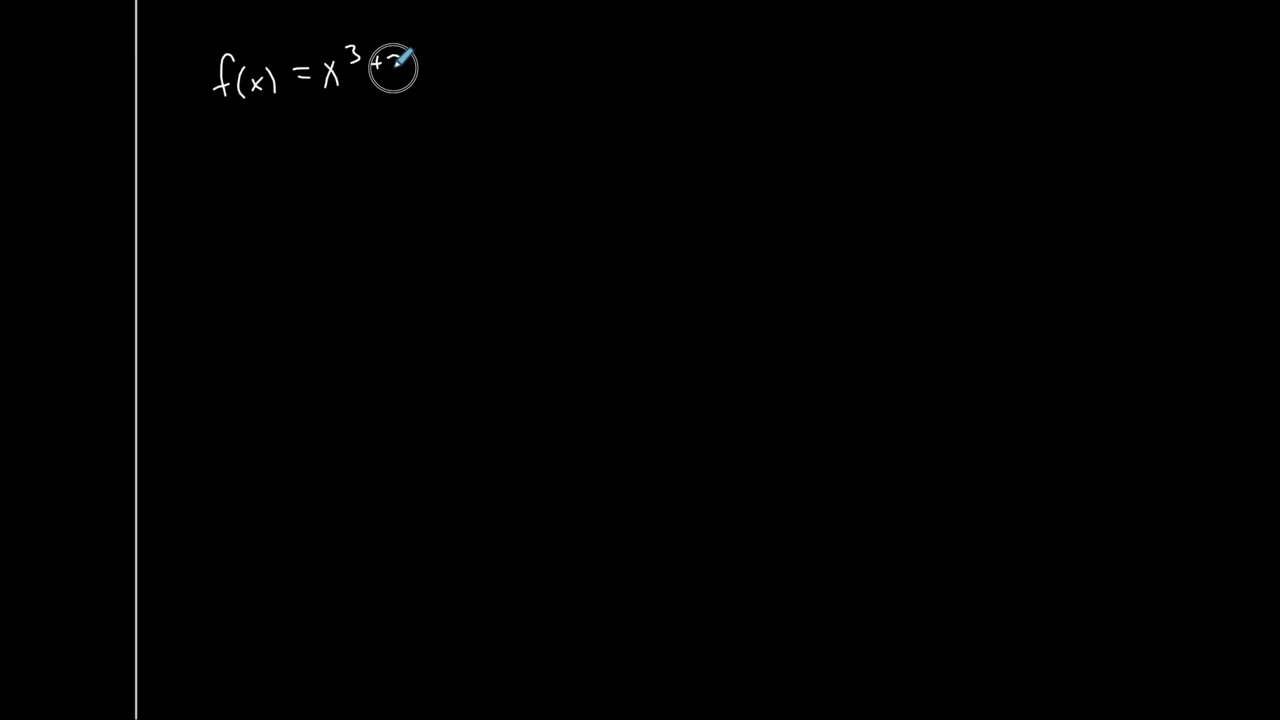 f(x) = x³ +